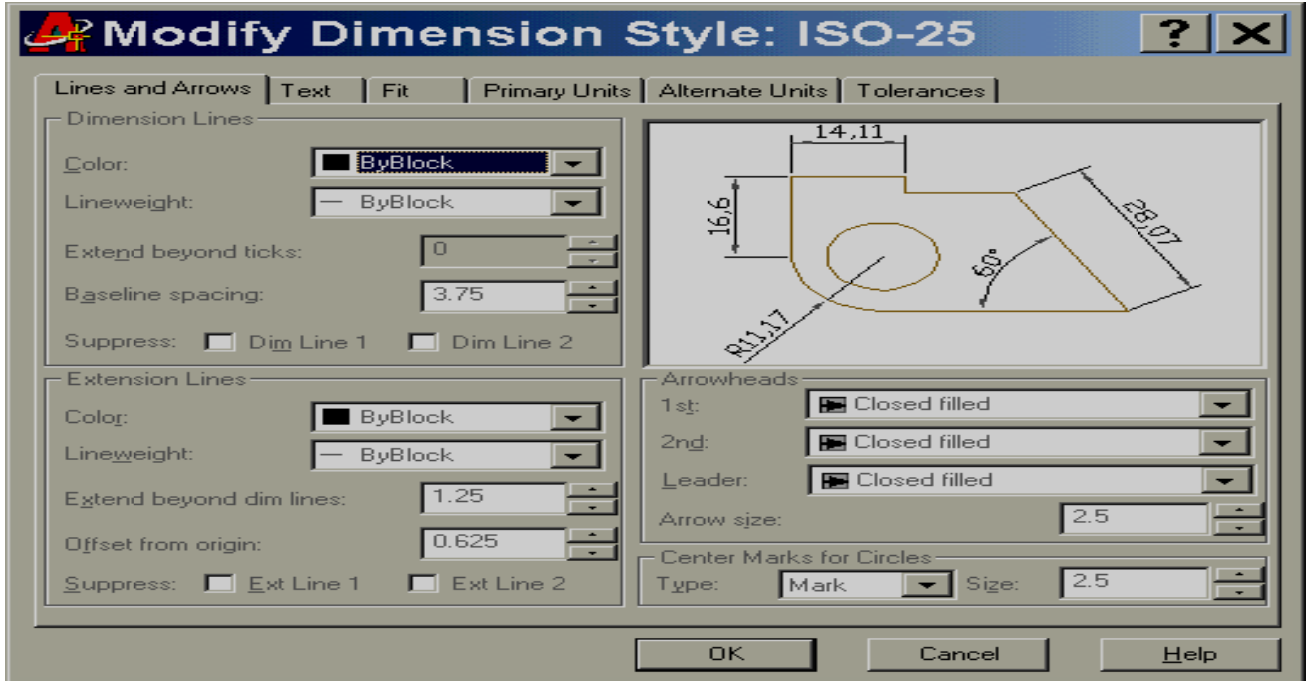 Modify Dimension Style: ISO-25
Lines and Arrows Text Fit Primary Units Alternate Units Tolerances
Dimension Lines
Color: ByBlock
Lineweight: ByBlock
Extend beyond ticks: 0
Baseline spacing: 3.75
Suppress: Dim Line 1 Dim Line 2
Extension Lines
Color: ByBlock
Lineweight: ByBlock
Extend beyond dim lines: 1.25
Offset from origin: 0.625
Suppress: Ext Line 1 Ext Line 2
14,11
16,6
28,07
60°
R11,17
Arrowheads
1st: Closed filled
2nd: Closed filled
Leader: Closed filled
Arrow size: 2.5
Center Marks for Circles
Type: Mark Size: 2.5
OK Cancel Help